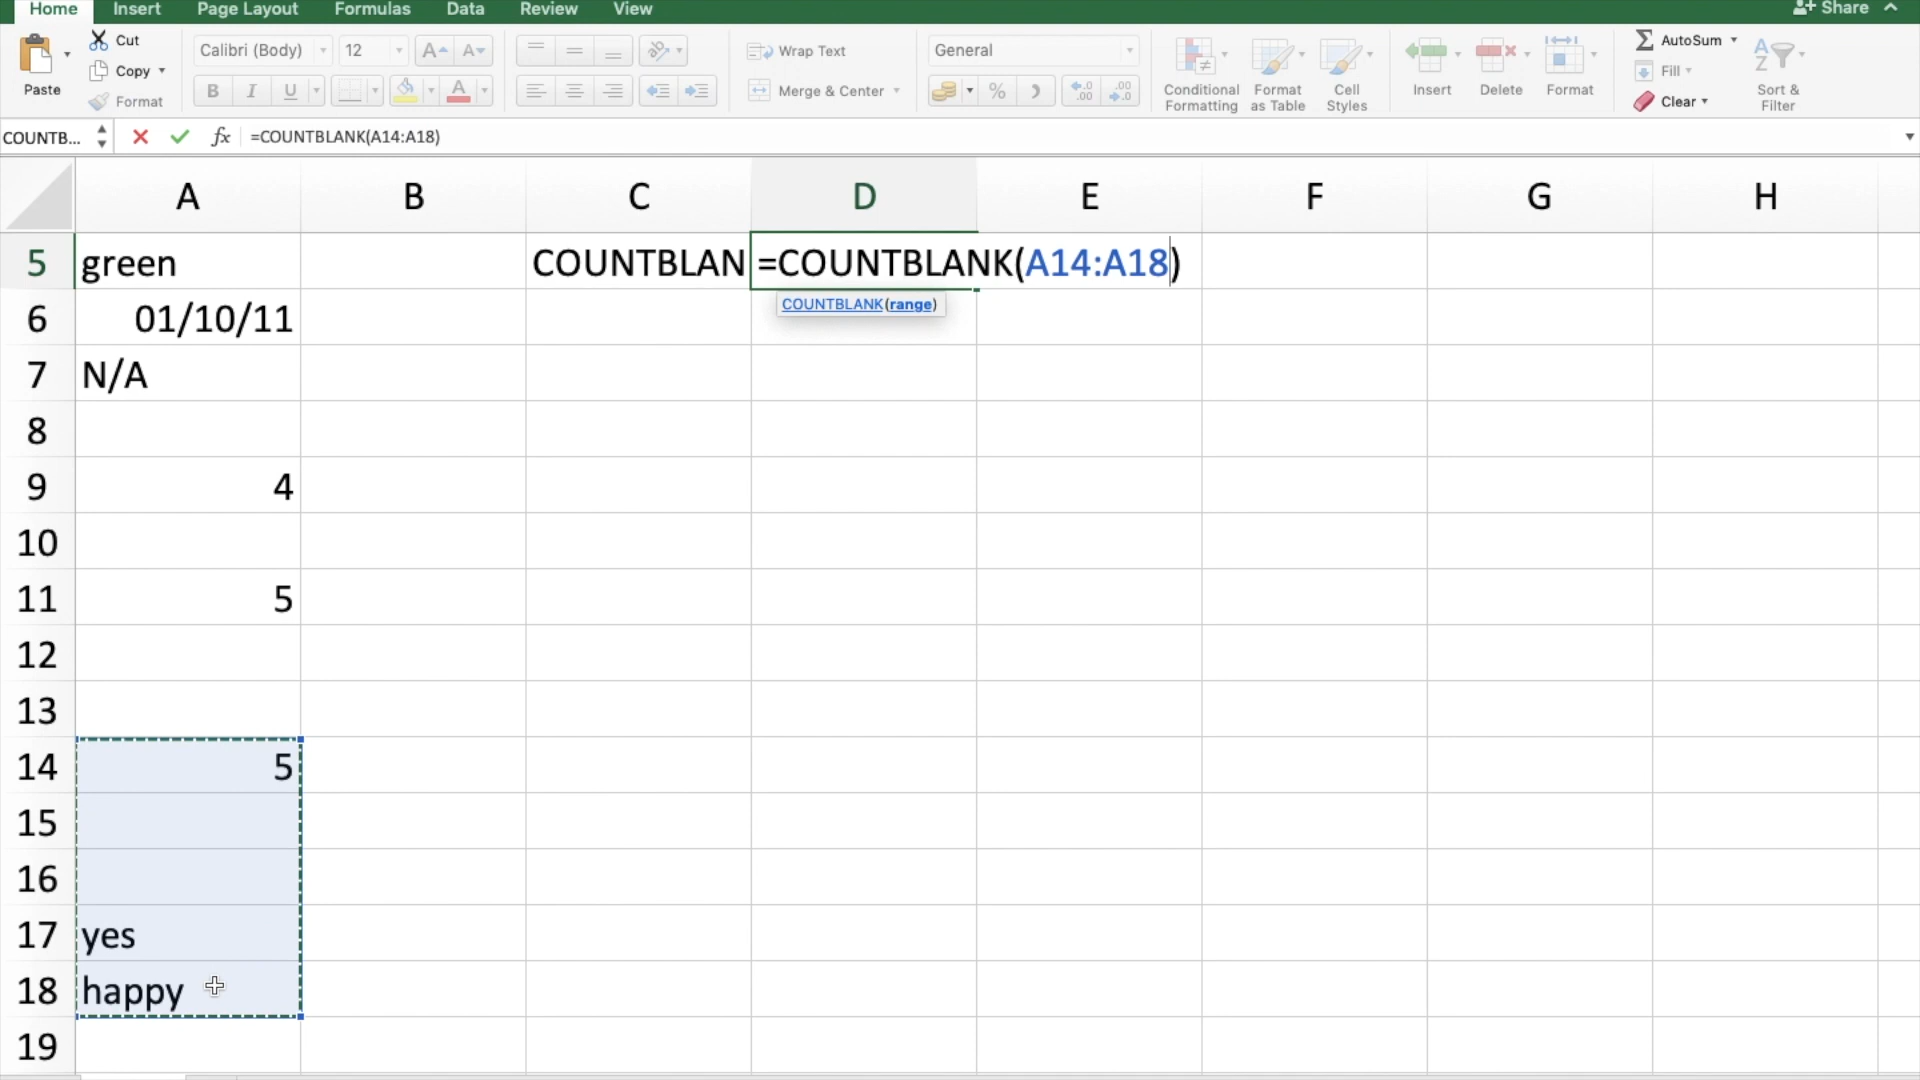 Home Insert Page Layout Formulas Data Review View Share
Paste Cut Copy Format
Calibri (Body) 12
B I U
Wrap Text
Merge & Center
General
%
Conditional Formatting
Format as Table
Cell Styles
Insert Delete Format
AutoSum
Fill
Clear
Sort & Filter
COUNTB... fx =COUNTBLANK(A14:A18)
A B C D E F G H
5 green COUNTBLAN =COUNTBLANK(A14:A18)
COUNTBLANK(range)
6 01/10/11
7 N/A
8
9 4
10
11 5
12
13
14 5
15
16
17 yes
18 happy
19